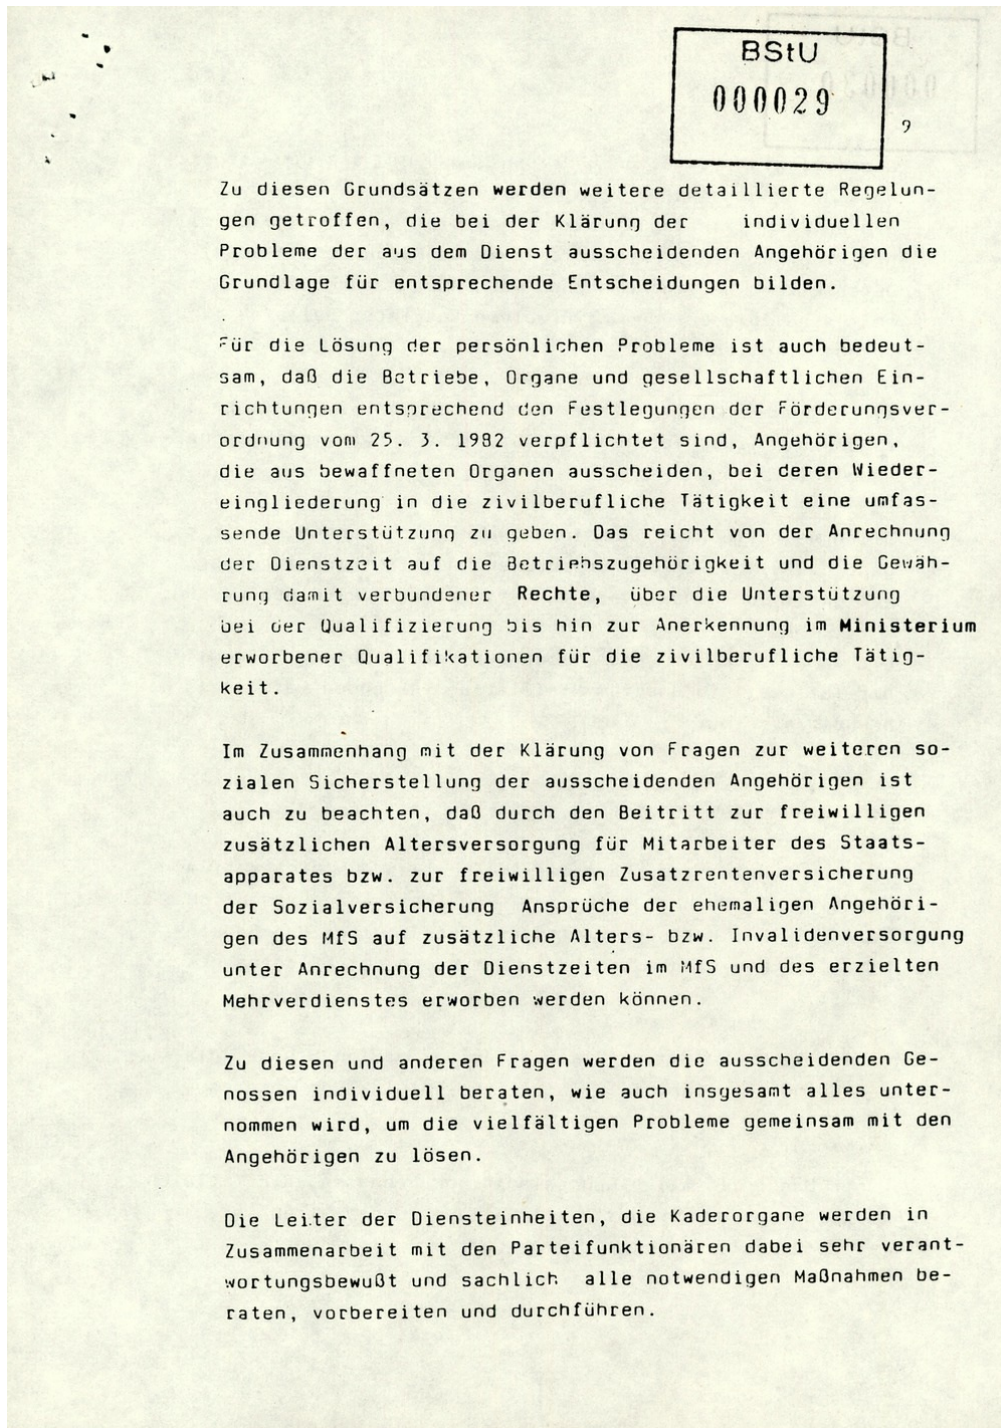 BStU
000029
9
Zu diesen Grundsätzen werden weitere detaillierte Regelun-
gen getroffen, die bei der Klärung der individuellen
Probleme der aus dem Dienst ausscheidenden Angehörigen die
Grundlage für entsprechende Entscheidungen bilden.
Für die Lösung der persönlichen Probleme ist auch bedeut-
sam, daß die Betriebe, Organe und gesellschaftlichen Ein-
richtungen entsprechend den Festlegungen der Förderungsver-
ordnung vom 25. 3. 1982 verpflichtet sind, Angehörigen,
die aus bewaffneten Organen ausscheiden, bei deren Wieder-
eingliederung in die zivilberufliche Tätigkeit eine umfas-
sende Unterstützung zu geben. Das reicht von der Anrechnung
der Dienstzeit auf die Betriebszugehörigkeit und die Gewäh-
rung damit verbundener Rechte, über die Unterstützung
bei der Qualifizierung bis hin zur Anerkennung im Ministerium
erworbener Qualifikationen für die zivilberufliche Tätig-
keit.
Im Zusammenhang mit der Klärung von Fragen zur weiteren so-
zialen Sicherstellung der ausscheidenden Angehörigen ist
auch zu beachten, daß durch den Beitritt zur freiwilligen
zusätzlichen Altersversorgung für Mitarbeiter des Staats-
apparates bzw. zur freiwilligen Zusatzrentenversicherung
der Sozialversicherung Ansprüche der ehemaligen Angehöri-
gen des MfS auf zusätzliche Alters- bzw. Invalidenversorgung
unter Anrechnung der Dienstzeiten im MfS und des erzielten
Mehrverdienstes erworben werden können.
Zu diesen und anderen Fragen werden die ausscheidenden Ge-
nossen individuell beraten, wie auch insgesamt alles unter-
nommen wird, um die vielfältigen Probleme gemeinsam mit den
Angehörigen zu lösen.
Die Leiter der Diensteinheiten, die Kaderorgane werden in
Zusammenarbeit mit den Parteifunktionären dabei sehr verant-
wortungsbewußt und sachlich alle notwendigen Maßnahmen be-
raten, vorbereiten und durchführen.